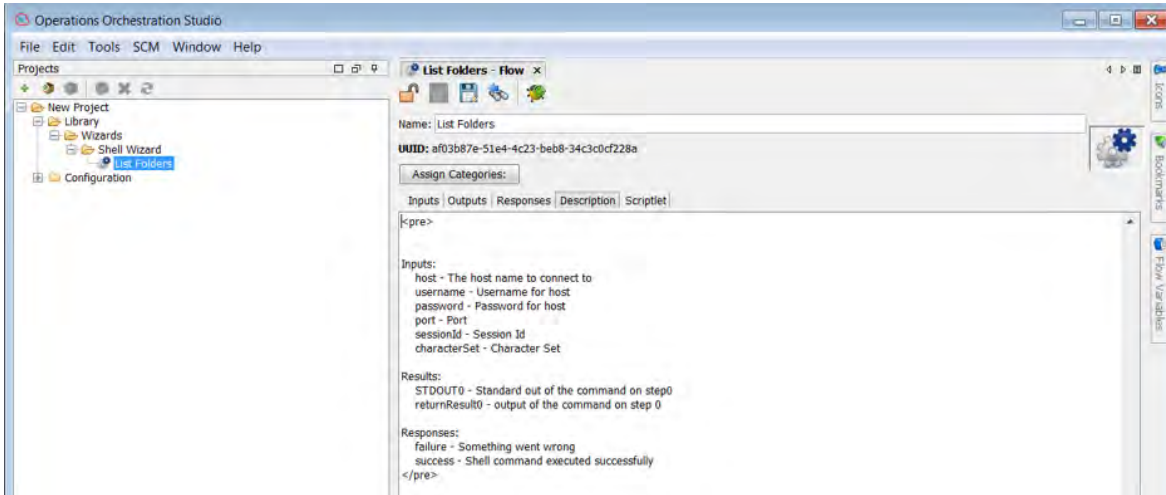 Operations Orchestration Studio
File Edit Tools SCM Window Help
Projects
New Project
Library
Wizards
Shell Wizard
List Folders
Configuration
List Folders - Flow
Name: List Folders
UUID: af03b87e-51e4-4c23-beb8-34c3c0cf228a
Assign Categories:
Inputs Outputs Responses Description Scriptlet
<pre>
Inputs:
host - The host name to connect to
username - Username for host
password - Password for host
port - Port
sessionId - Session Id
characterSet - Character Set
Results:
STDOUT0 - Standard out of the command on step0
returnResult0 - output of the command on step 0
Responses:
failure - Something went wrong
success - Shell command executed successfully
</pre>
Icons
Bookmarks
Flow Variables